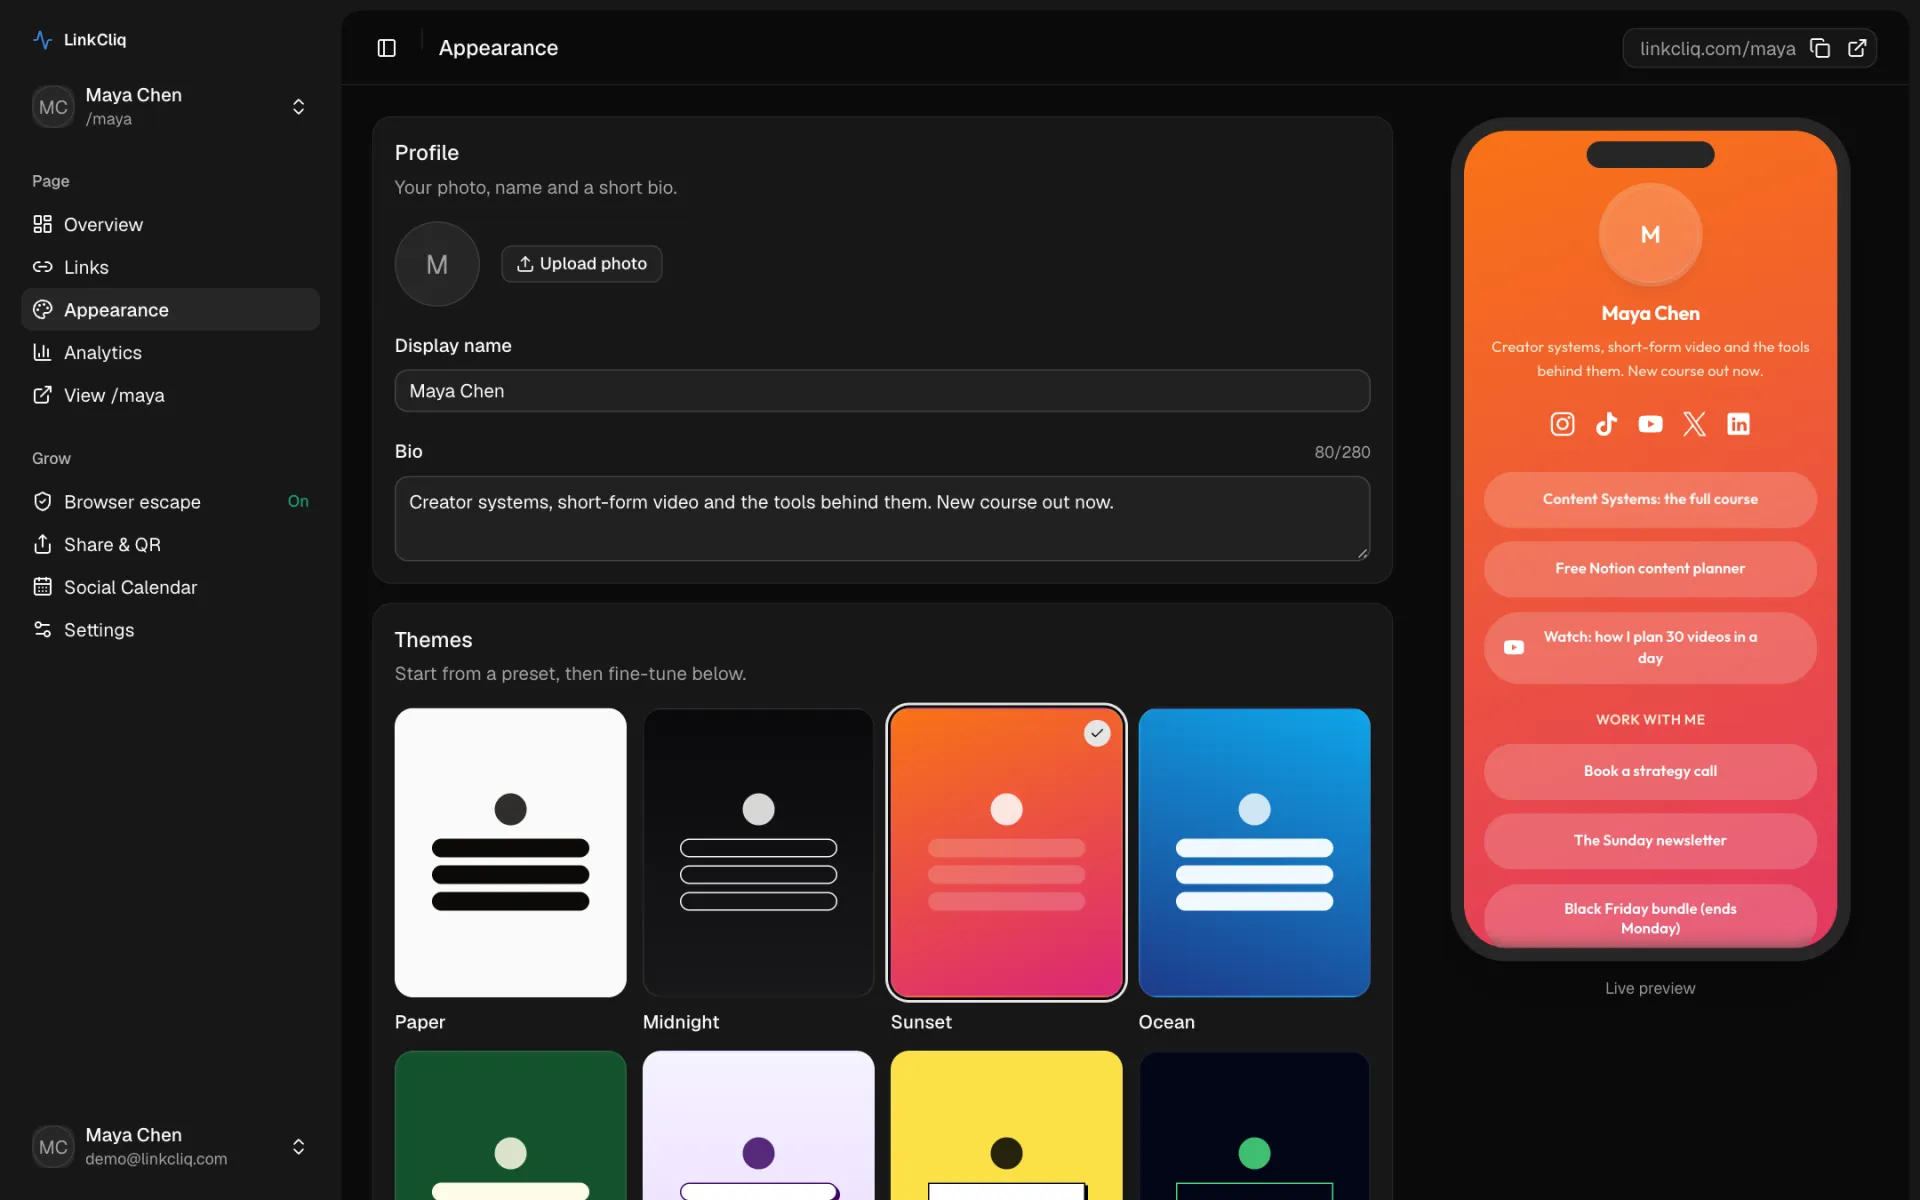 LinkCliq
MC
Maya Chen
/maya
Page
Overview
Links
Appearance
Analytics
View /maya
Grow
Browser escape
On
Share & QR
Social Calendar
Settings
MC
Maya Chen
demo@linkcliq.com
Appearance
linkcliq.com/maya
Profile
Your photo, name and a short bio.
M
Upload photo
Display name
Maya Chen
Bio
80/280
Creator systems, short-form video and the tools behind them. New course out now.
Themes
Start from a preset, then fine-tune below.
Paper
Midnight
Sunset
Ocean
M
Maya Chen
Creator systems, short-form video and the tools
behind them. New course out now.
Content Systems: the full course
Free Notion content planner
Watch: how I plan 30 videos in a
day
WORK WITH ME
Book a strategy call
The Sunday newsletter
Black Friday bundle (ends
Monday)
Live preview